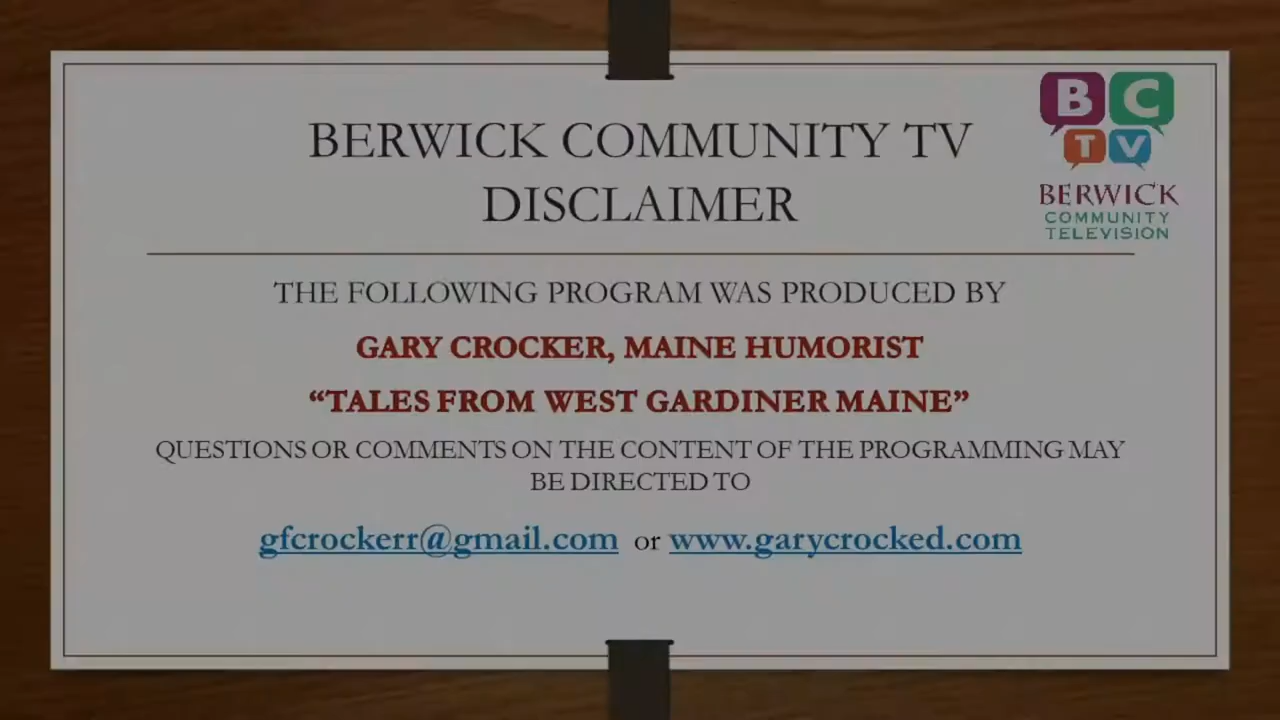 BERWICK COMMUNITY TV
DISCLAIMER
B C
T V
BERWICK
COMMUNITY
TELEVISION
THE FOLLOWING PROGRAM WAS PRODUCED BY
GARY CROCKER, MAINE HUMORIST
“TALES FROM WEST GARDINER MAINE”
QUESTIONS OR COMMENTS ON THE CONTENT OF THE PROGRAMMING MAY
BE DIRECTED TO
gfcrockerr@gmail.com or www.garycrocked.com